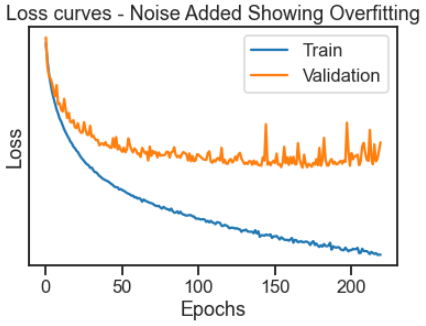 Loss curves - Noise Added Showing Overfitting
Train
Validation
Loss
0 50 100 150 200
Epochs